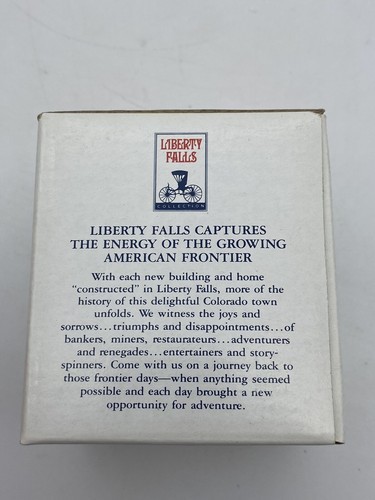 LIBERTY
FALLS
COLLECTION
LIBERTY FALLS CAPTURES
THE ENERGY OF THE GROWING
AMERICAN FRONTIER
With each new building and home
“constructed” in Liberty Falls, more of the
history of this delightful Colorado town
unfolds. We witness the joys and
sorrows...triumphs and disappointments...of
bankers, miners, restaurateurs...adventurers
and renegades...entertainers and story-
spinners. Come with us on a journey back to
those frontier days—when anything seemed
possible and each day brought a new
opportunity for adventure.